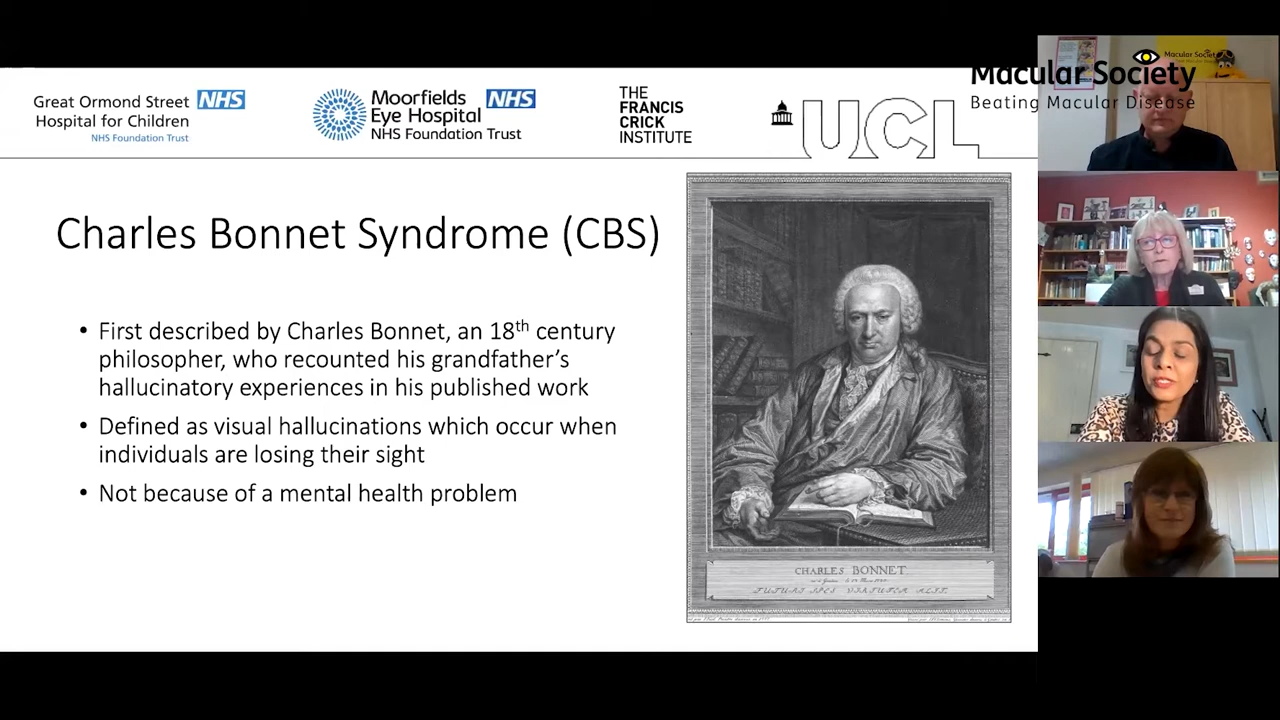 Great Ormond Street NHS
Hospital for Children
NHS Foundation Trust
Moorfields NHS
Eye Hospital
NHS Foundation Trust
THE
FRANCIS
CRICK
INSTITUTE
UCL
Macular Society
Beating Macular Disease
Macular Society
Charles Bonnet Syndrome (CBS)
• First described by Charles Bonnet, an 18th century
philosopher, who recounted his grandfather’s
hallucinatory experiences in his published work
• Defined as visual hallucinations which occur when
individuals are losing their sight
• Not because of a mental health problem
CHARLES BONNET